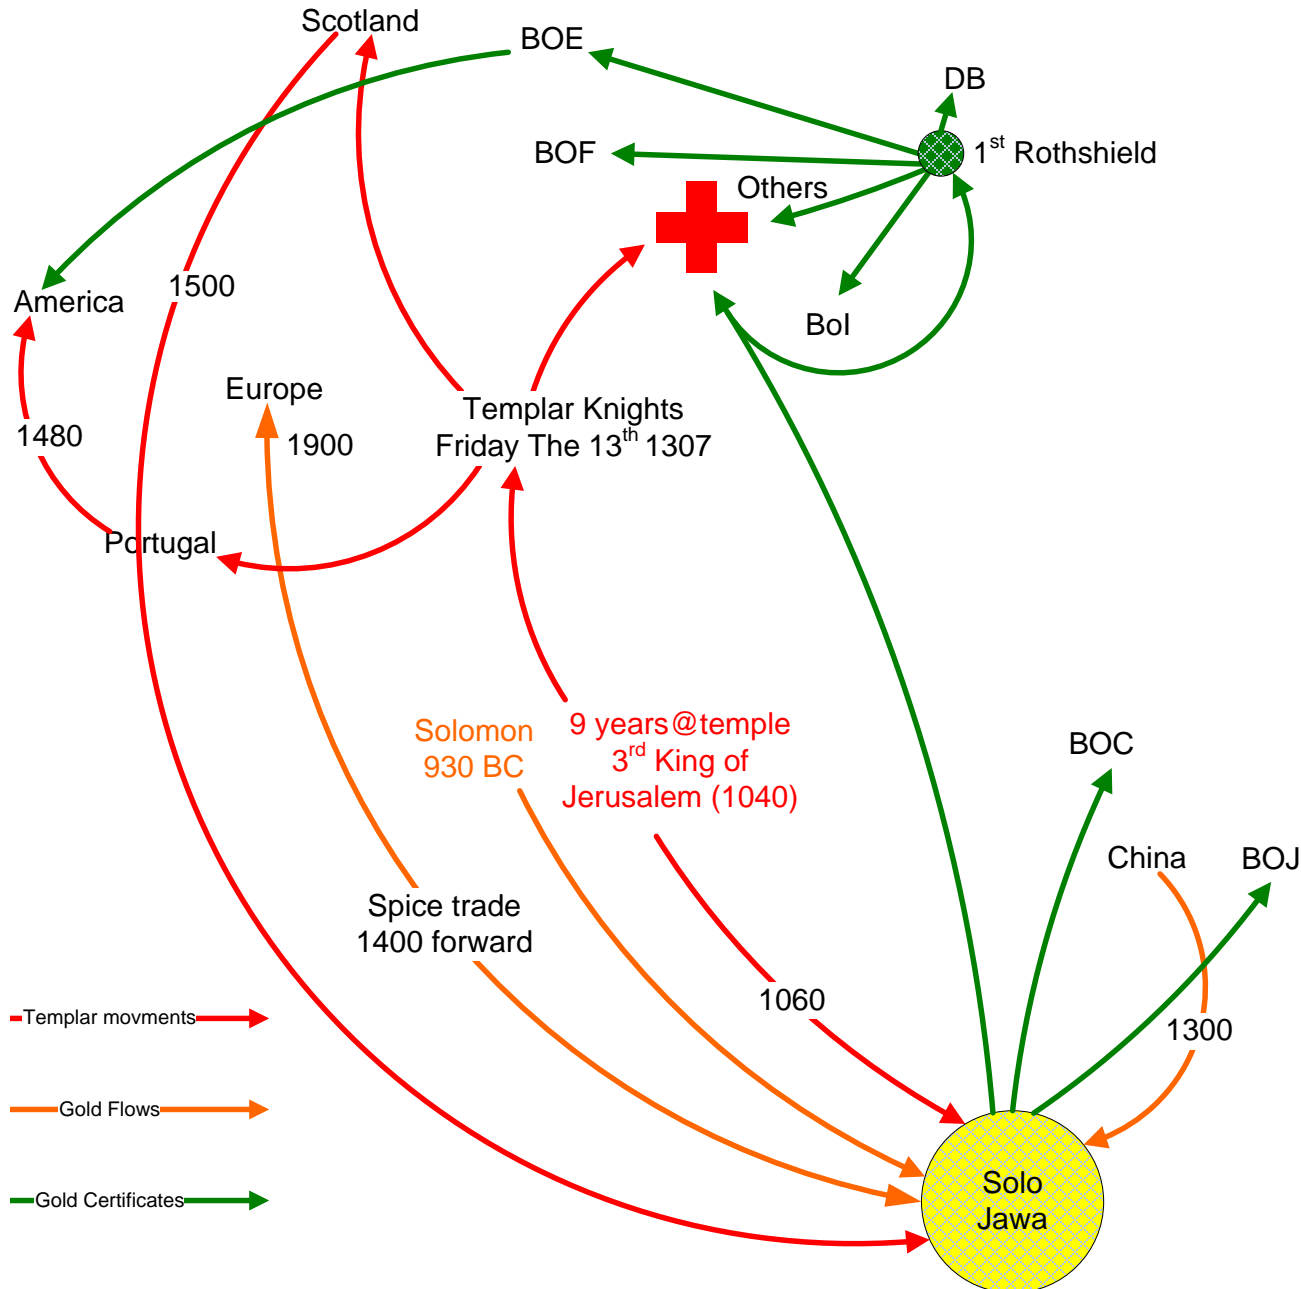 Scotland
BOE
DB
1st Rothshield
BOF
Others
1500
America
BoI
Europe
1480
1900
Templar Knights
Friday The 13th 1307
Portugal
Solomon
930 BC
9 years@temple
3rd King of
Jerusalem (1040)
BOC
China
BOJ
Spice trade
1400 forward
1060
1300
Templar movments
Gold Flows
Gold Certificates
Solo
Jawa